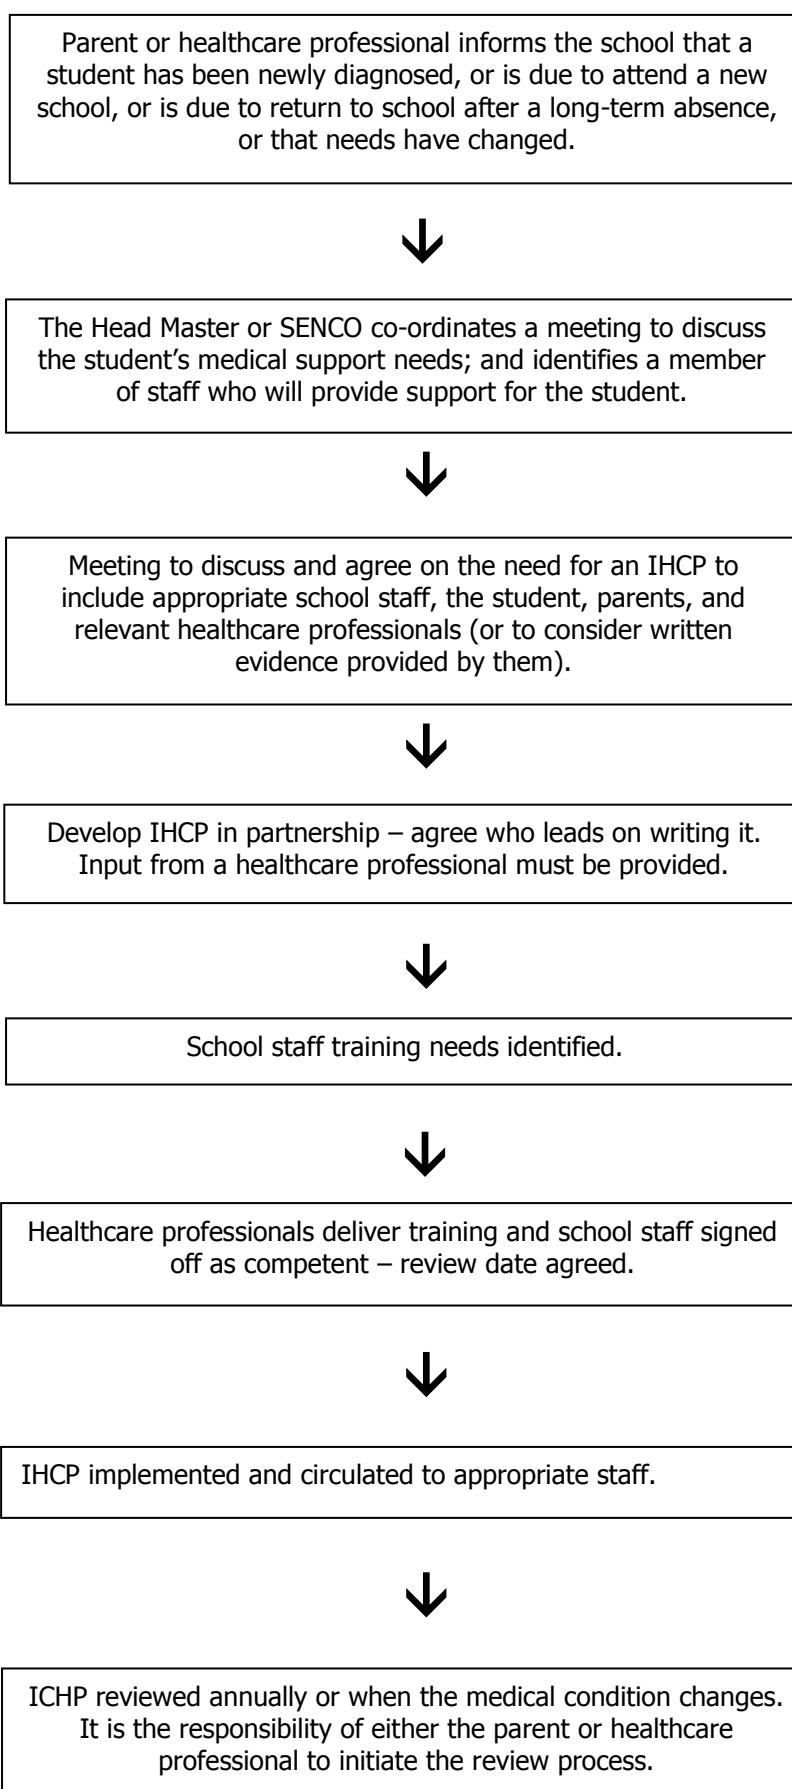 Parent or healthcare professional informs the school that a
student has been newly diagnosed, or is due to attend a new
school, or is due to return to school after a long-term absence,
or that needs have changed.
The Head Master or SENCO co-ordinates a meeting to discuss
the student’s medical support needs; and identifies a member
of staff who will provide support for the student.
Meeting to discuss and agree on the need for an IHCP to
include appropriate school staff, the student, parents, and
relevant healthcare professionals (or to consider written
evidence provided by them).
Develop IHCP in partnership – agree who leads on writing it.
Input from a healthcare professional must be provided.
School staff training needs identified.
Healthcare professionals deliver training and school staff signed
off as competent – review date agreed.
IHCP implemented and circulated to appropriate staff.
ICHP reviewed annually or when the medical condition changes.
It is the responsibility of either the parent or healthcare
professional to initiate the review process.